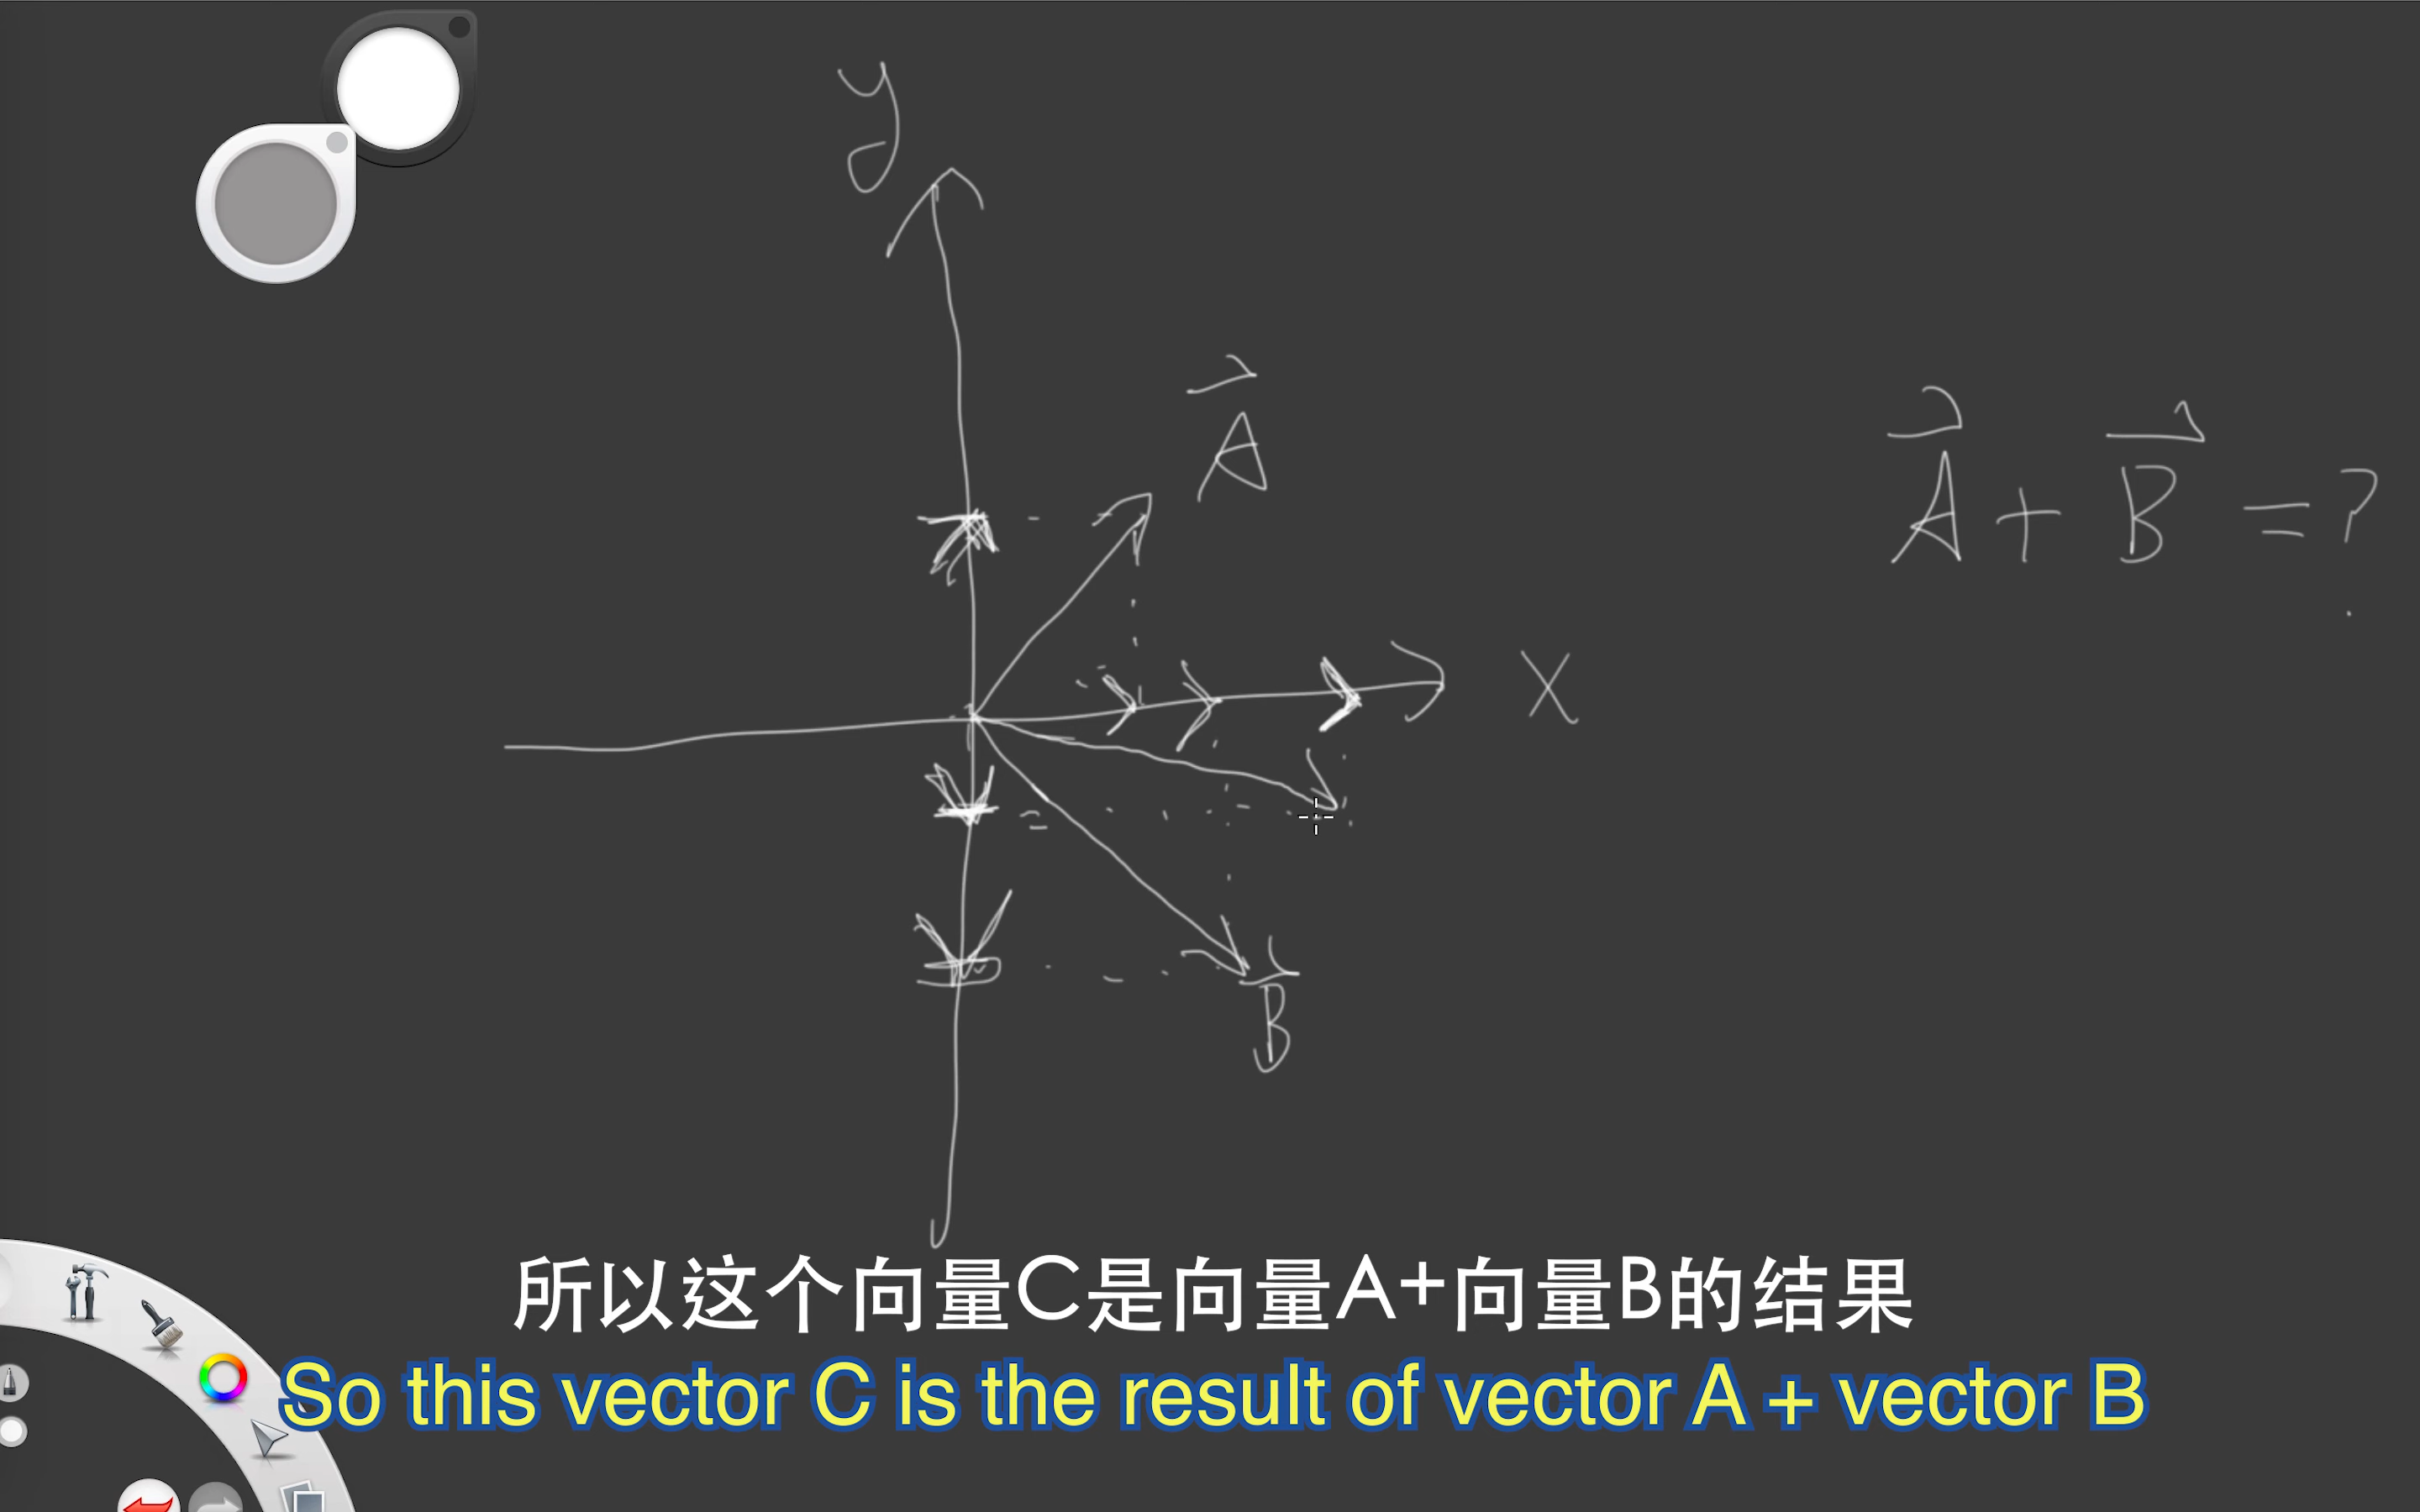 y
A
A + B = ?
X
B
所以这个向量C是向量A+向量B的结果
So this vector C is the result of vector A + vector B